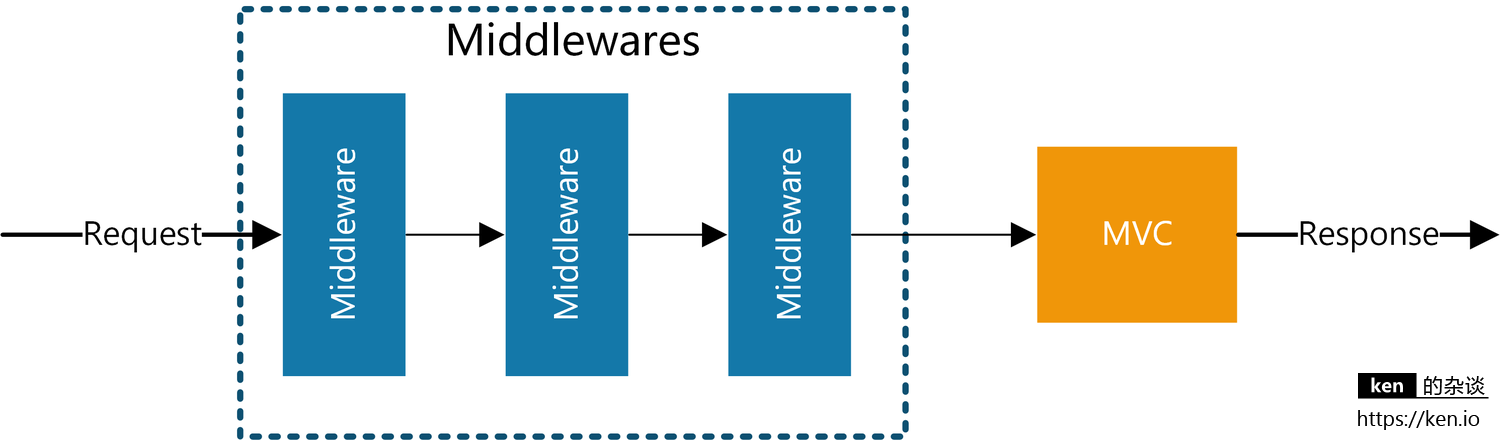 Middlewares
Request
Middleware
Middleware
Middleware
MVC
Response
ken 的杂谈
https://ken.io